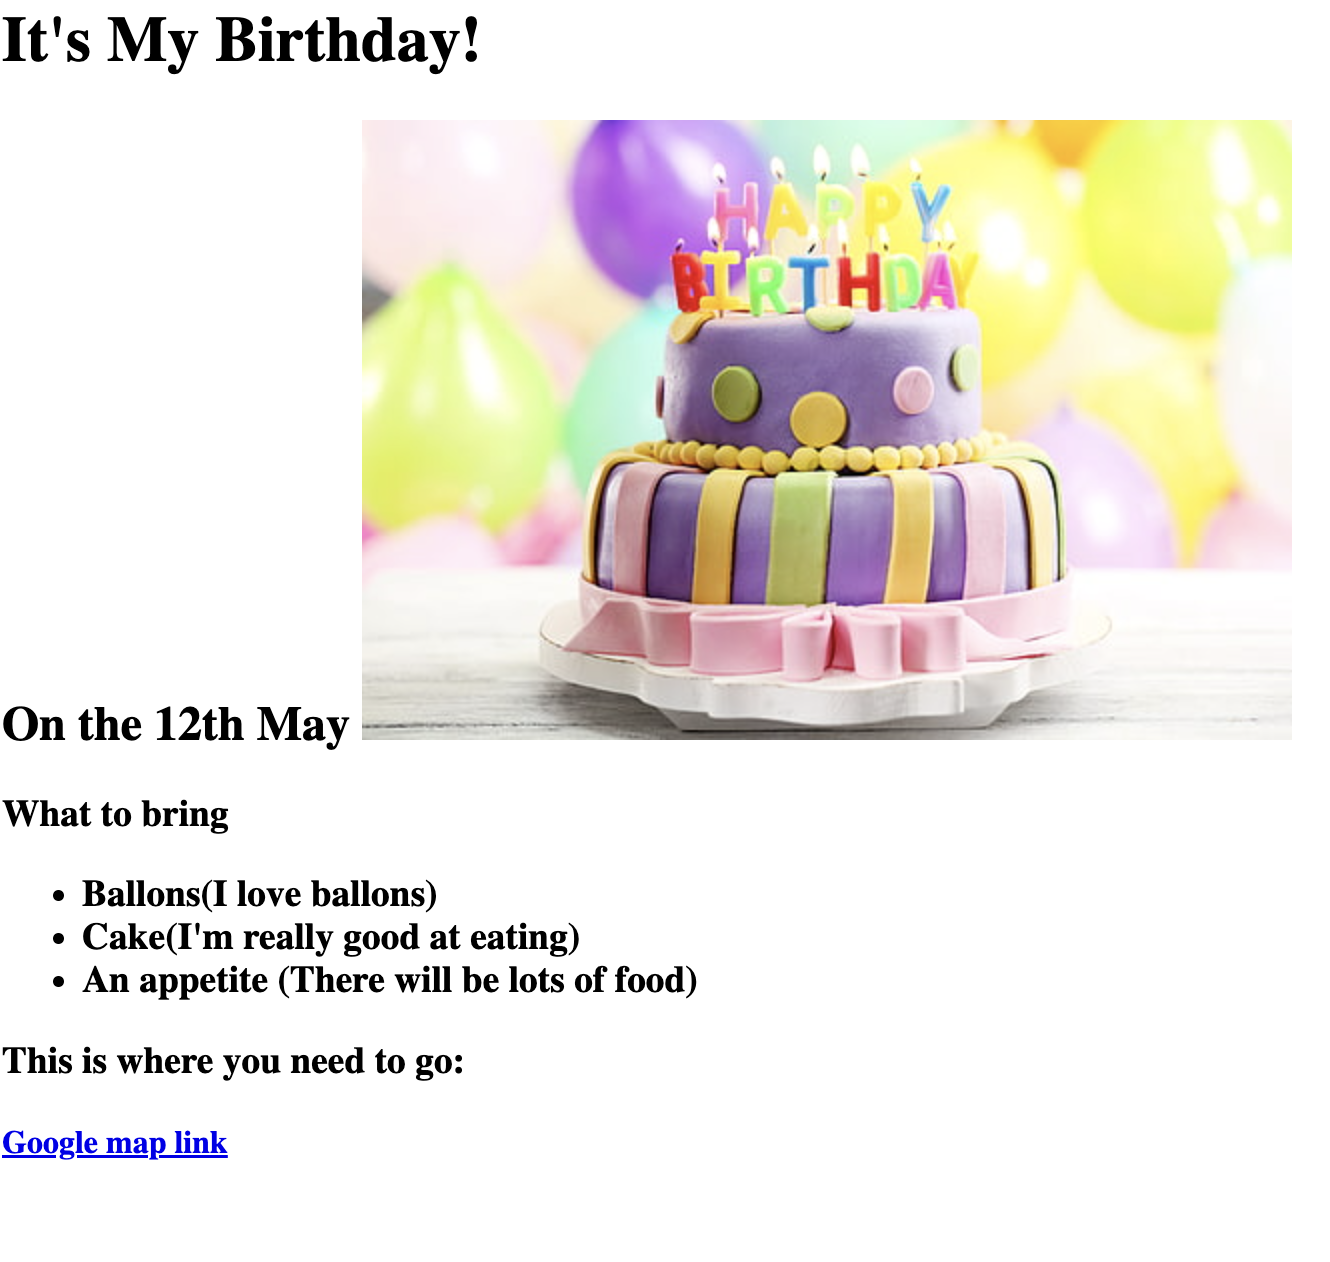 It's My Birthday!
HAPPY
BIRTHDAY
On the 12th May
What to bring
Ballons(I love ballons)
Cake(I'm really good at eating)
An appetite (There will be lots of food)
This is where you need to go:
Google map link